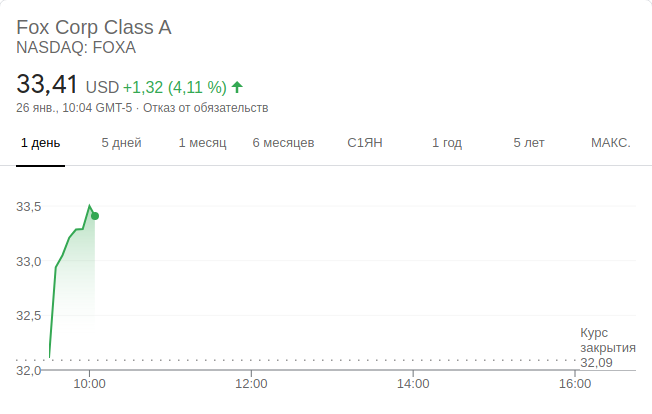 Fox Corp Class A
NASDAQ: FOXA
33,41 USD +1,32 (4,11 %)
26 янв., 10:04 GMT-5 · Отказ от обязательств
1 день 5 дней 1 месяц 6 месяцев С1ЯН 1 год 5 лет МАКС.
33,5
33,0
32,5
Курс
закрытия
32,09
32,0
10:00 12:00 14:00 16:00